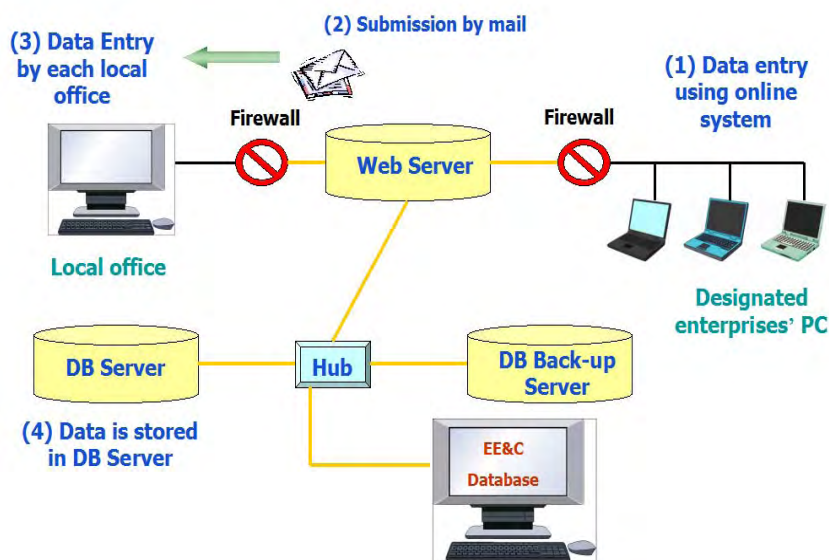 (2) Submission by mail
(3) Data Entry
by each local
office
(1) Data entry
using online
system
Firewall
Firewall
Web Server
Local office
Designated
enterprises’ PC
DB Server
Hub
DB Back-up
Server
(4) Data is stored
in DB Server
EE&C
Database